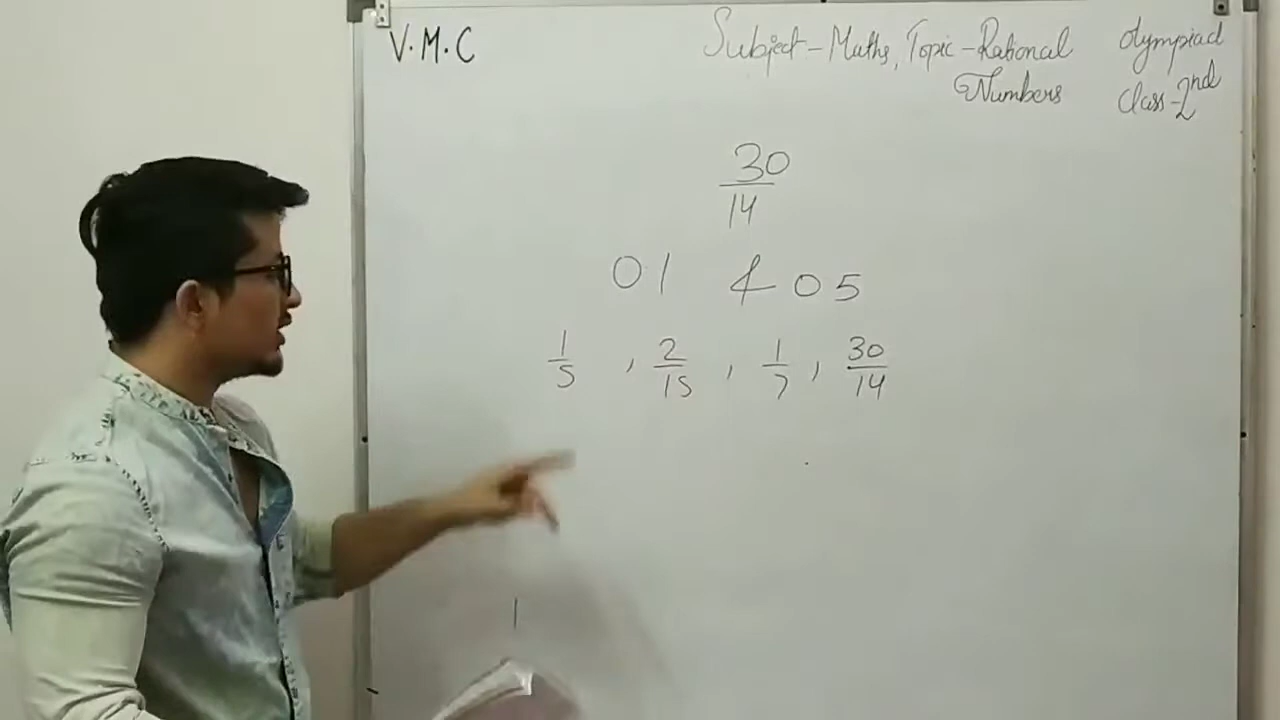 V.M.C
Subject-Maths, Topic-Rational
Numbers
Olympiad
Class-2nd
30
14
01 & 05
1/5 , 2/15 , 1/7 , 30/14